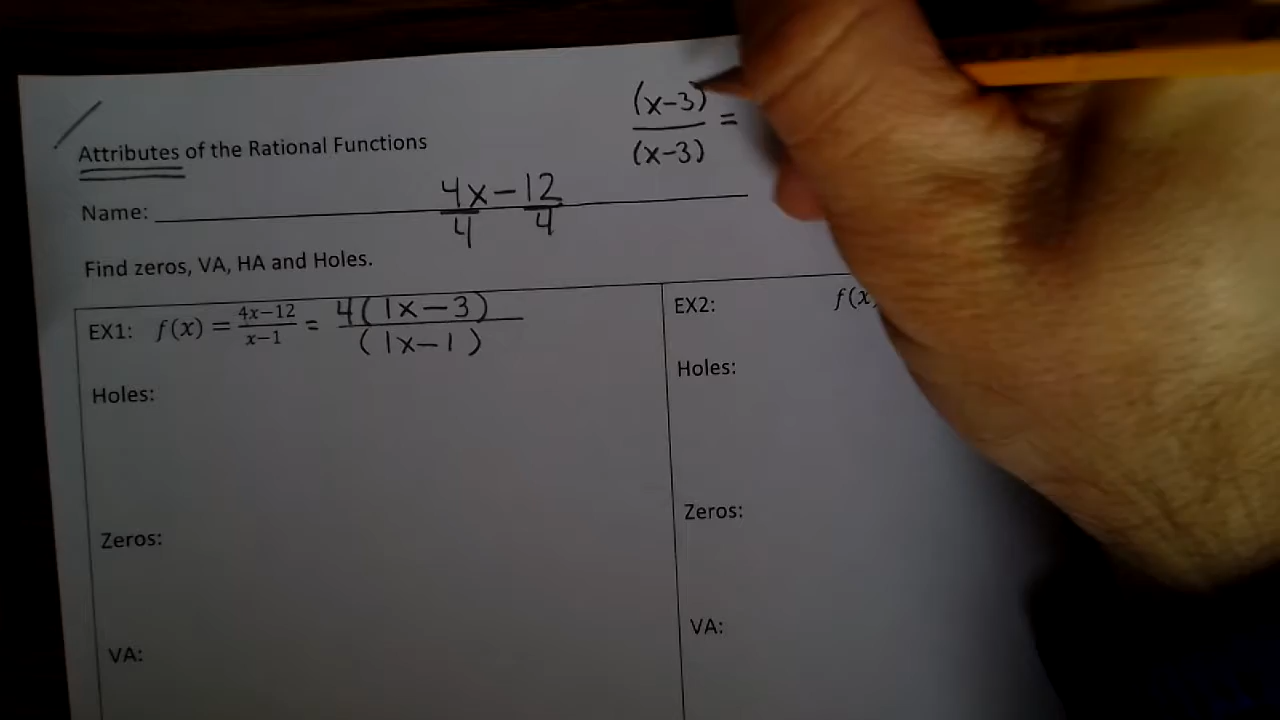 (x-3)
(x-3) =
Attributes of the Rational Functions
4x-12
4 4
Name:
Find zeros, VA, HA and Holes.
EX1: f(x) = 4x-12 / x-1 = 4(1x-3) / (1x-1)
Holes:
Zeros:
VA:
EX2: f(x)
Holes:
Zeros:
VA: